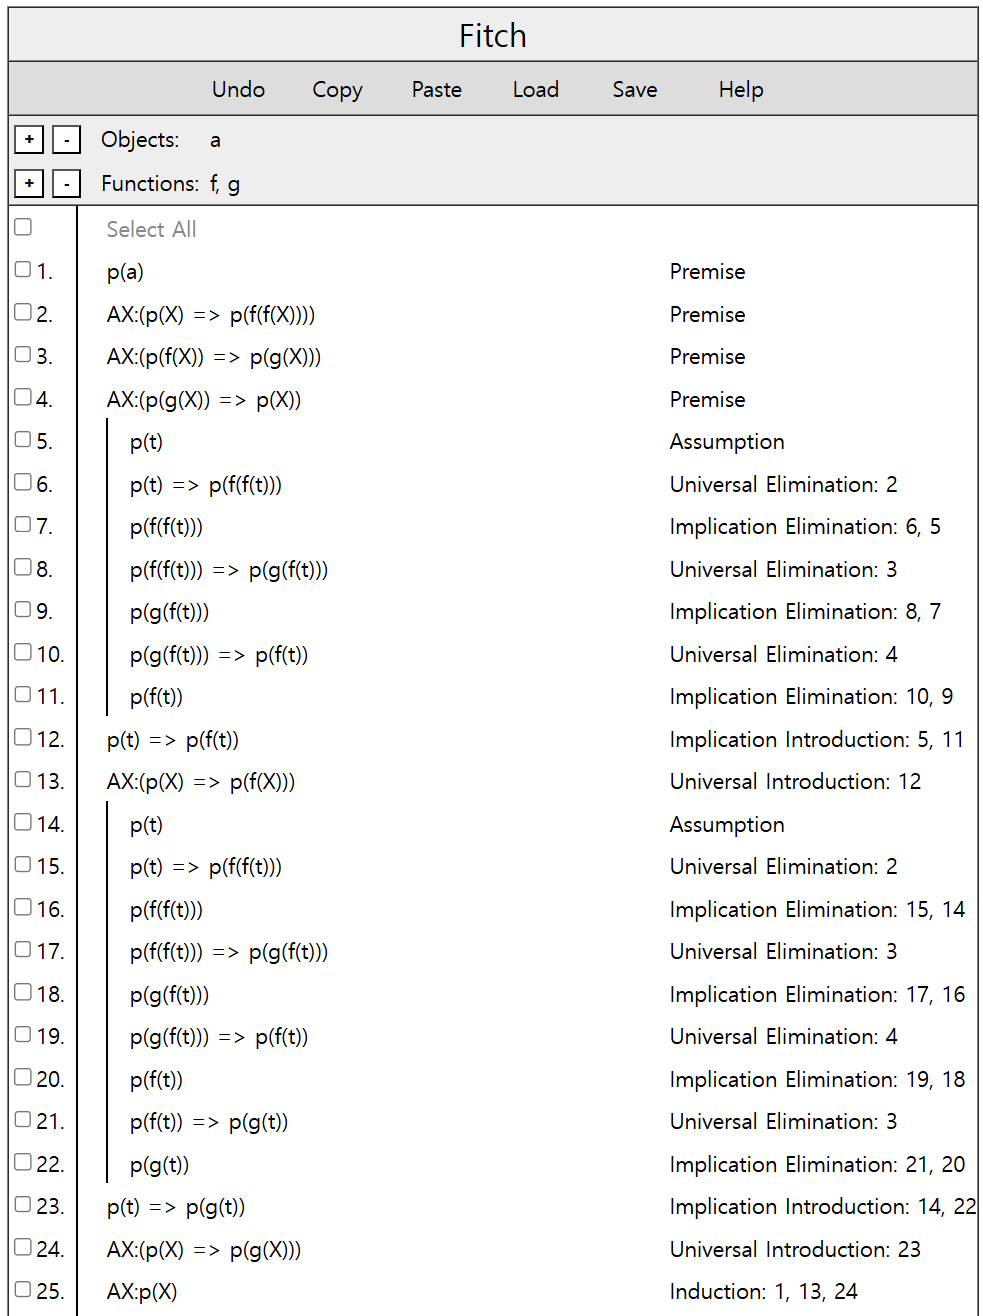 Fitch
Undo Copy Paste Load Save Help
+ - Objects: a
+ - Functions: f, g
Select All
1. p(a) Premise
2. AX:(p(X) => p(f(f(X)))) Premise
3. AX:(p(f(X)) => p(g(X))) Premise
4. AX:(p(g(X)) => p(X)) Premise
5. p(t) Assumption
6. p(t) => p(f(f(t))) Universal Elimination: 2
7. p(f(f(t))) Implication Elimination: 6, 5
8. p(f(f(t))) => p(g(f(t))) Universal Elimination: 3
9. p(g(f(t))) Implication Elimination: 8, 7
10. p(g(f(t))) => p(f(t)) Universal Elimination: 4
11. p(f(t)) Implication Elimination: 10, 9
12. p(t) => p(f(t)) Implication Introduction: 5, 11
13. AX:(p(X) => p(f(X))) Universal Introduction: 12
14. p(t) Assumption
15. p(t) => p(f(f(t))) Universal Elimination: 2
16. p(f(f(t))) Implication Elimination: 15, 14
17. p(f(f(t))) => p(g(f(t))) Universal Elimination: 3
18. p(g(f(t))) Implication Elimination: 17, 16
19. p(g(f(t))) => p(f(t)) Universal Elimination: 4
20. p(f(t)) Implication Elimination: 19, 18
21. p(f(t)) => p(g(t)) Universal Elimination: 3
22. p(g(t)) Implication Elimination: 21, 20
23. p(t) => p(g(t)) Implication Introduction: 14, 22
24. AX:(p(X) => p(g(X))) Universal Introduction: 23
25. AX:p(X) Induction: 1, 13, 24